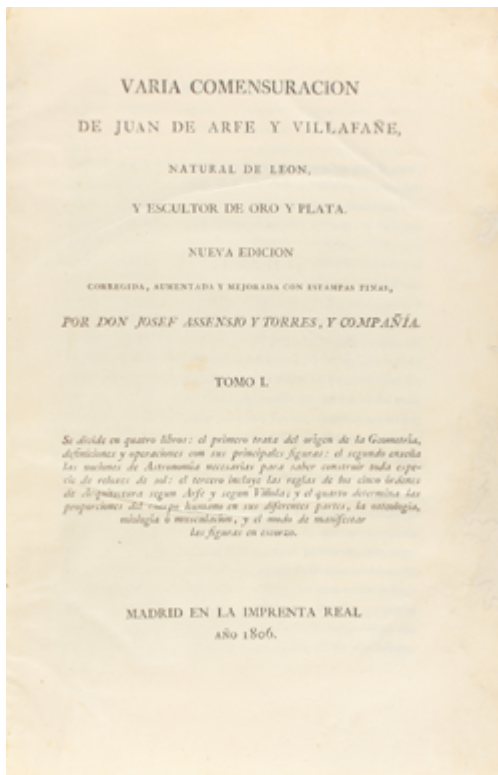 VARIA COMENSURACION
DE JUAN DE ARFE Y VILLAFAÑE,
NATURAL DE LEON,
Y ESCULTOR DE ORO Y PLATA.
NUEVA EDICION
CORREGIDA, AUMENTADA Y MEJORADA CON ESTAMPAS FINAS,
POR DON JOSEF ASSENSIO Y TORRES, Y COMPAÑÍA.
TOMO I.
Se divide en quatro libros: el primero trata del orígen de la Geometría,
definiciones y operaciones con sus principales figuras: el segundo enseña
las nociones de Astronomía necesarias para saber construir toda espe-
cie de reloxes de sol: el tercero incluye las reglas de los cinco órdenes
de Arquitectura segun Arfe y segun Viñola; y el quarto determina las
proporciones del cuerpo humano en sus diferentes partes, la osteologia,
miologia ó musculacion, y el modo de manifestar
las figuras en escorzo.
MADRID EN LA IMPRENTA REAL
AÑO 1806.